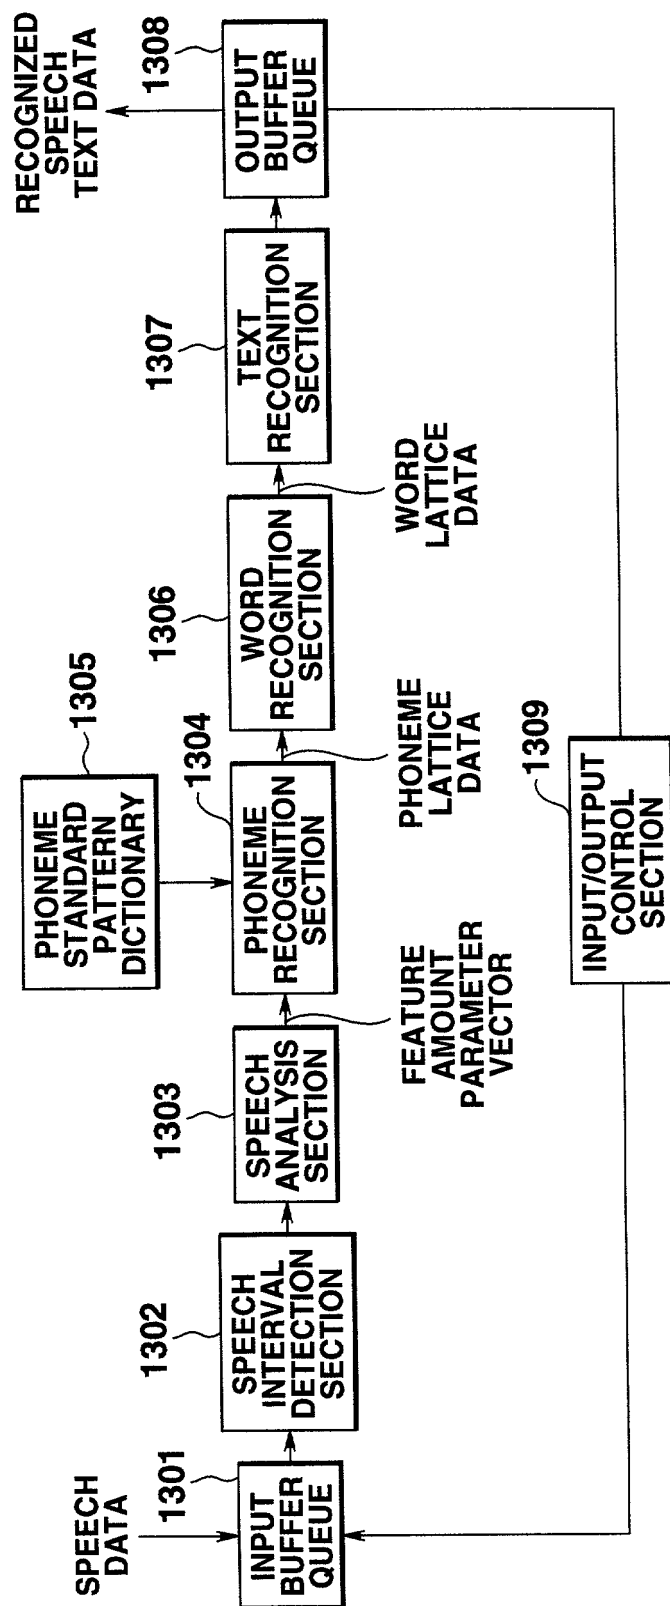 SPEECH
DATA
1301
INPUT
BUFFER
QUEUE
1302
SPEECH
INTERVAL
DETECTION
SECTION
1303
SPEECH
ANALYSIS
SECTION
FEATURE
AMOUNT
PARAMETER
VECTOR
PHONEME
STANDARD
PATTERN
DICTIONARY
1305
1304
PHONEME
RECOGNITION
SECTION
PHONEME
LATTICE
DATA
1306
WORD
RECOGNITION
SECTION
WORD
LATTICE
DATA
1307
TEXT
RECOGNITION
SECTION
RECOGNIZED
SPEECH
TEXT DATA
1308
OUTPUT
BUFFER
QUEUE
1309
INPUT/OUTPUT
CONTROL
SECTION